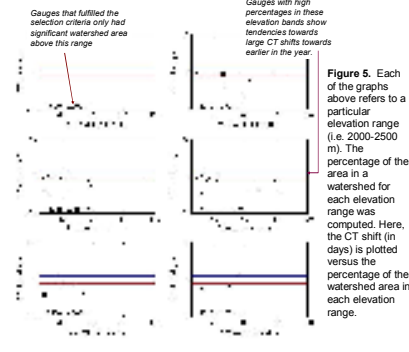 Gauges that fulfilled the
selection criteria only had
significant watershed area
above this range
Gauges with high
percentages in these
elevation bands show
tendencies towards
large CT shifts towards
earlier in the year.
Figure 5. Each
of the graphs
above refers to a
particular
elevation range
(i.e. 2000-2500
m). The
percentage of the
area in a
watershed for
each elevation
range was
computed. Here,
the CT shift (in
days) is plotted
versus the
percentage of the
watershed area in
each elevation
range.